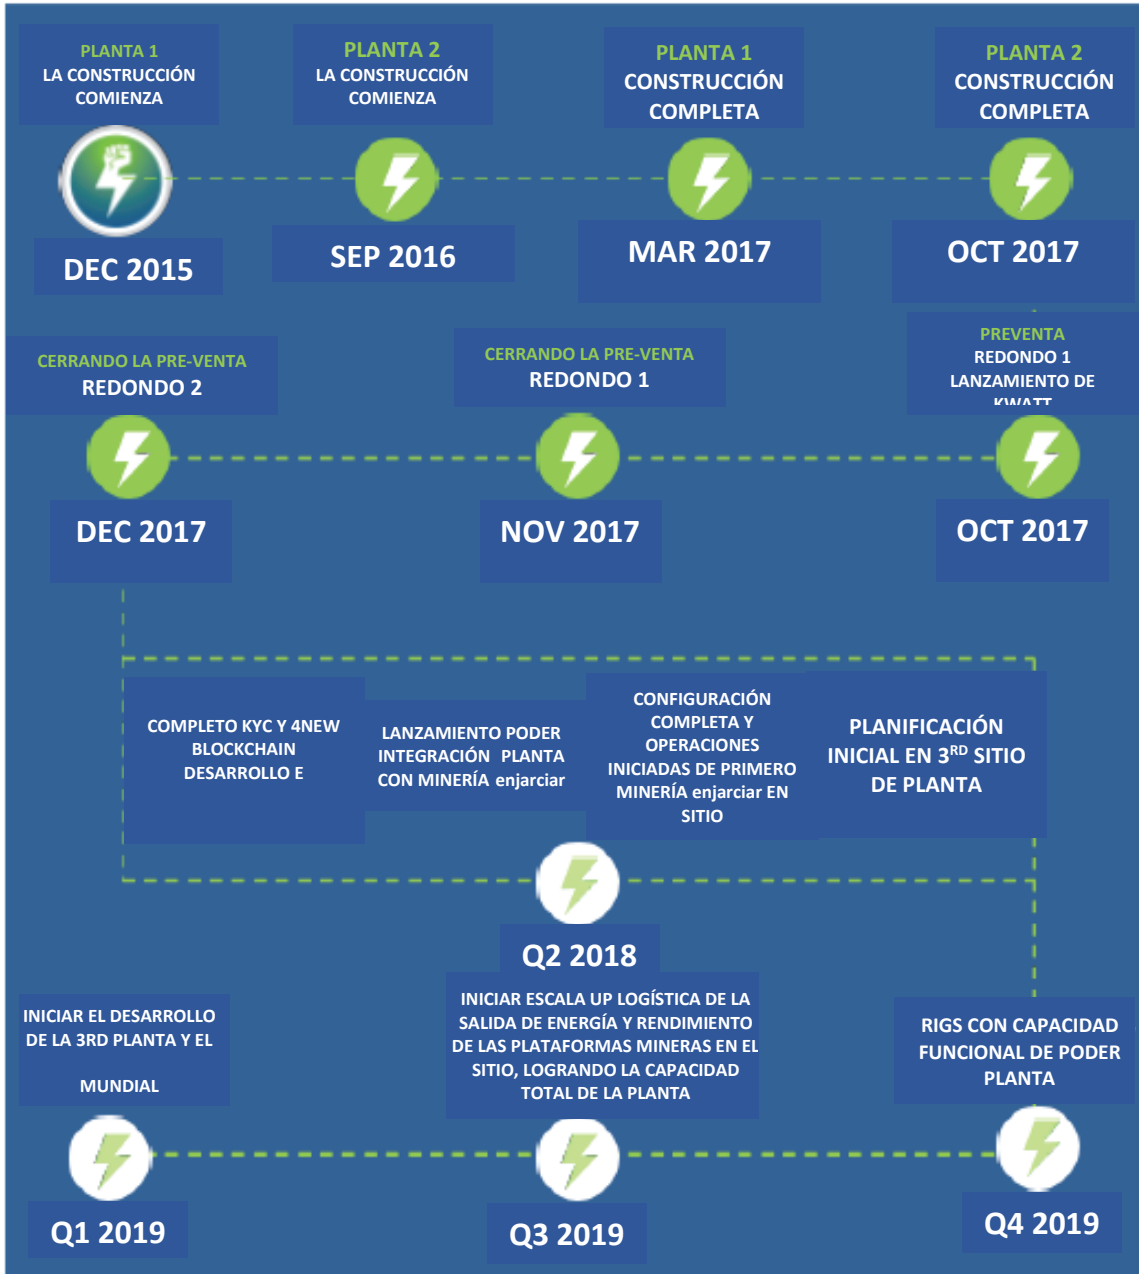 PLANTA 1
LA CONSTRUCCIÓN
COMIENZA
DEC 2015
PLANTA 2
LA CONSTRUCCIÓN
COMIENZA
SEP 2016
PLANTA 1
CONSTRUCCIÓN
COMPLETA
MAR 2017
PLANTA 2
CONSTRUCCIÓN
COMPLETA
OCT 2017
CERRANDO LA PRE-VENTA
REDONDO 2
DEC 2017
CERRANDO LA PRE-VENTA
REDONDO 1
NOV 2017
PREVENTA
REDONDO 1
LANZAMIENTO DE
KWATT
OCT 2017
COMPLETO KYC Y 4NEW
BLOCKCHAIN
DESARROLLO E
LANZAMIENTO PODER
INTEGRACIÓN PLANTA
CON MINERÍA enjarciar
CONFIGURACIÓN
COMPLETA Y
OPERACIONES
INICIADAS DE PRIMERO
MINERÍA enjarciar EN
SITIO
PLANIFICACIÓN
INICIAL EN 3RD SITIO
DE PLANTA
Q2 2018
INICIAR EL DESARROLLO
DE LA 3RD PLANTA Y EL
MUNDIAL
Q1 2019
INICIAR ESCALA UP LOGÍSTICA DE LA
SALIDA DE ENERGÍA Y RENDIMIENTO
DE LAS PLATAFORMAS MINERAS EN EL
SITIO, LOGRANDO LA CAPACIDAD
TOTAL DE LA PLANTA
Q3 2019
RIGS CON CAPACIDAD
FUNCIONAL DE PODER
PLANTA
Q4 2019